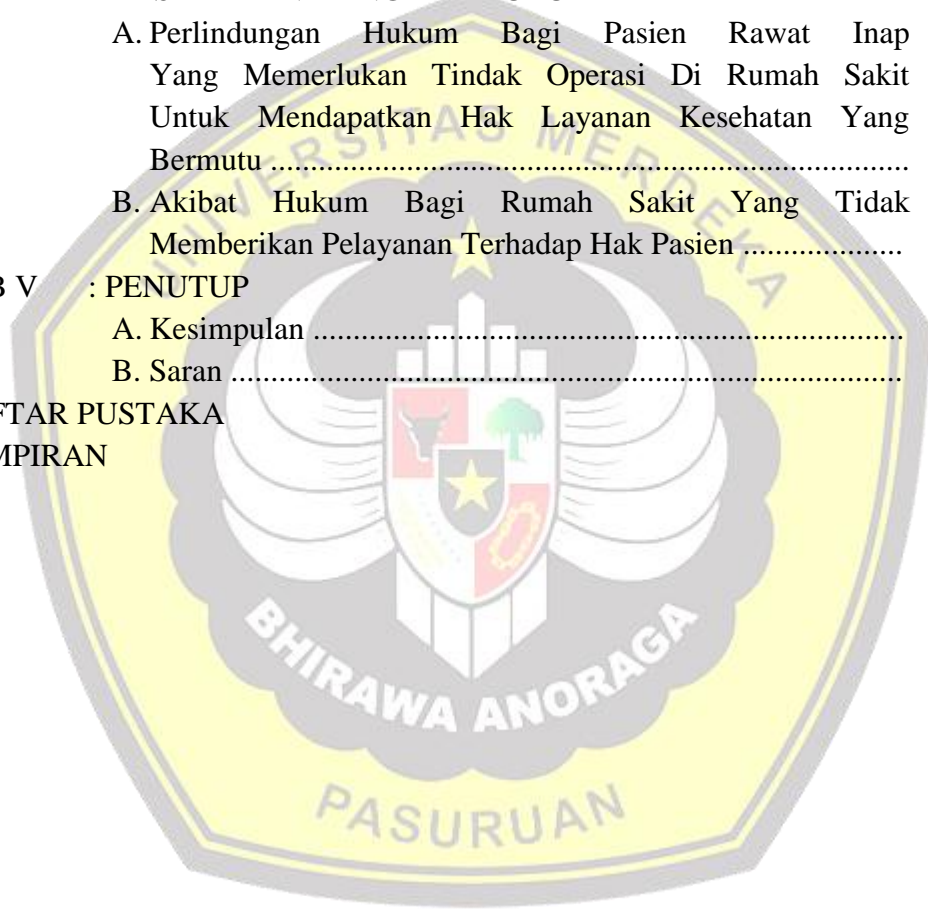 A. Perlindungan Hukum Bagi Pasien Rawat Inap
Yang Memerlukan Tindak Operasi Di Rumah Sakit
Untuk Mendapatkan Hak Layanan Kesehatan Yang
Bermutu ................................................................................
B. Akibat Hukum Bagi Rumah Sakit Yang Tidak
Memberikan Pelayanan Terhadap Hak Pasien ....................
V : PENUTUP
A. Kesimpulan ..........................................................................
B. Saran .....................................................................................
FTAR PUSTAKA
MPIRAN
UNIVERSITAS MERDEKA
BHIRAWA ANORAGA
PASURUAN